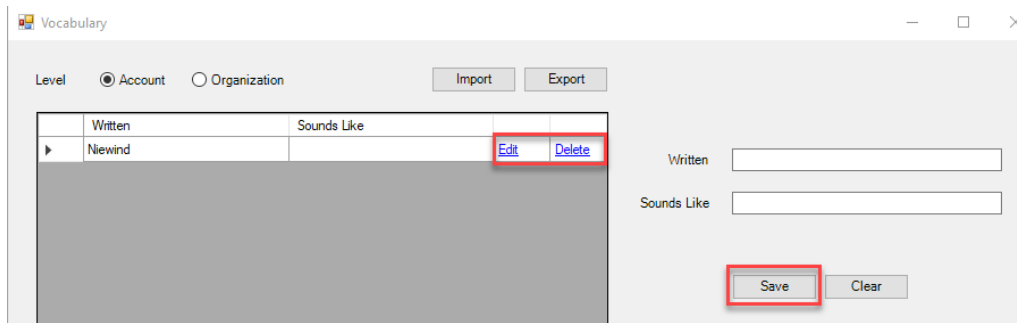 Vocabulary
Level Account Organization Import Export
Written Sounds Like
Niewind Edit Delete
Written
Sounds Like
Save Clear